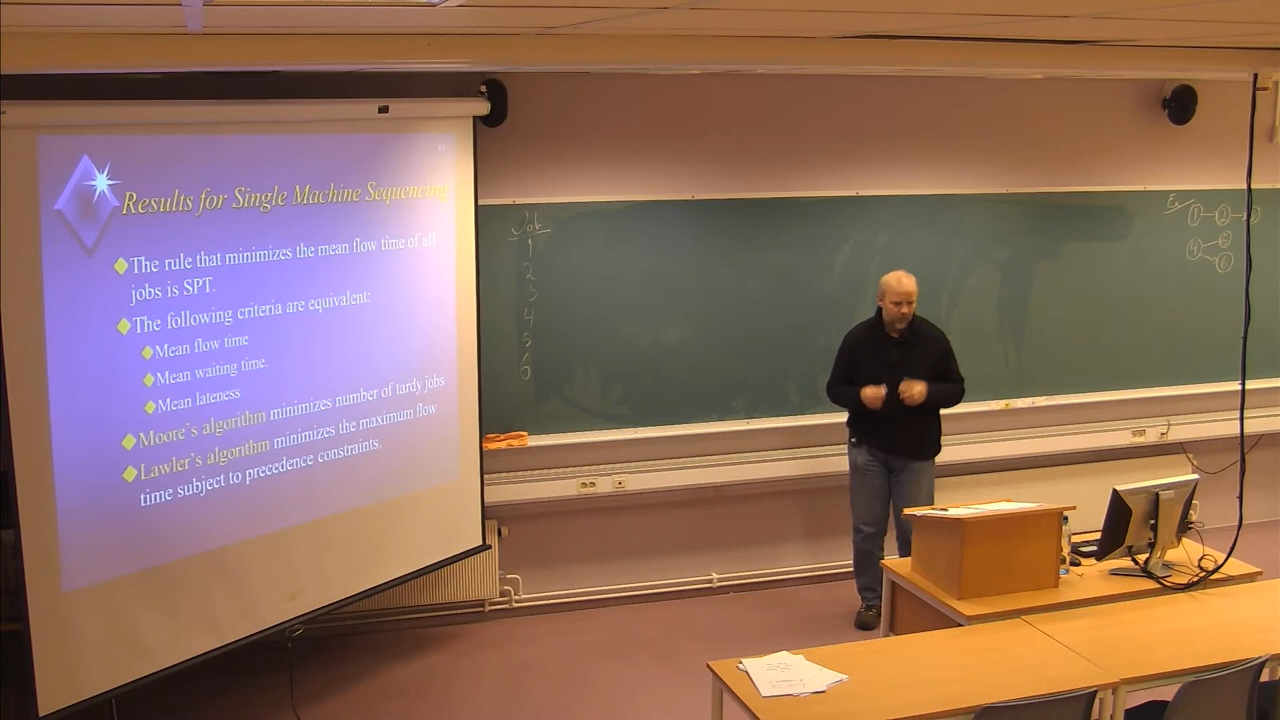 Results for Single Machine Sequencing
The rule that minimizes the mean flow time of all
jobs is SPT.
The following criteria are equivalent:
Mean flow time
Mean waiting time.
Mean lateness
Moore's algorithm minimizes number of tardy jobs
Lawler's algorithm minimizes the maximum flow
time subject to precedence constraints.
Job
1
2
3
4
5
6
Ex
1 2 3
4 5
6